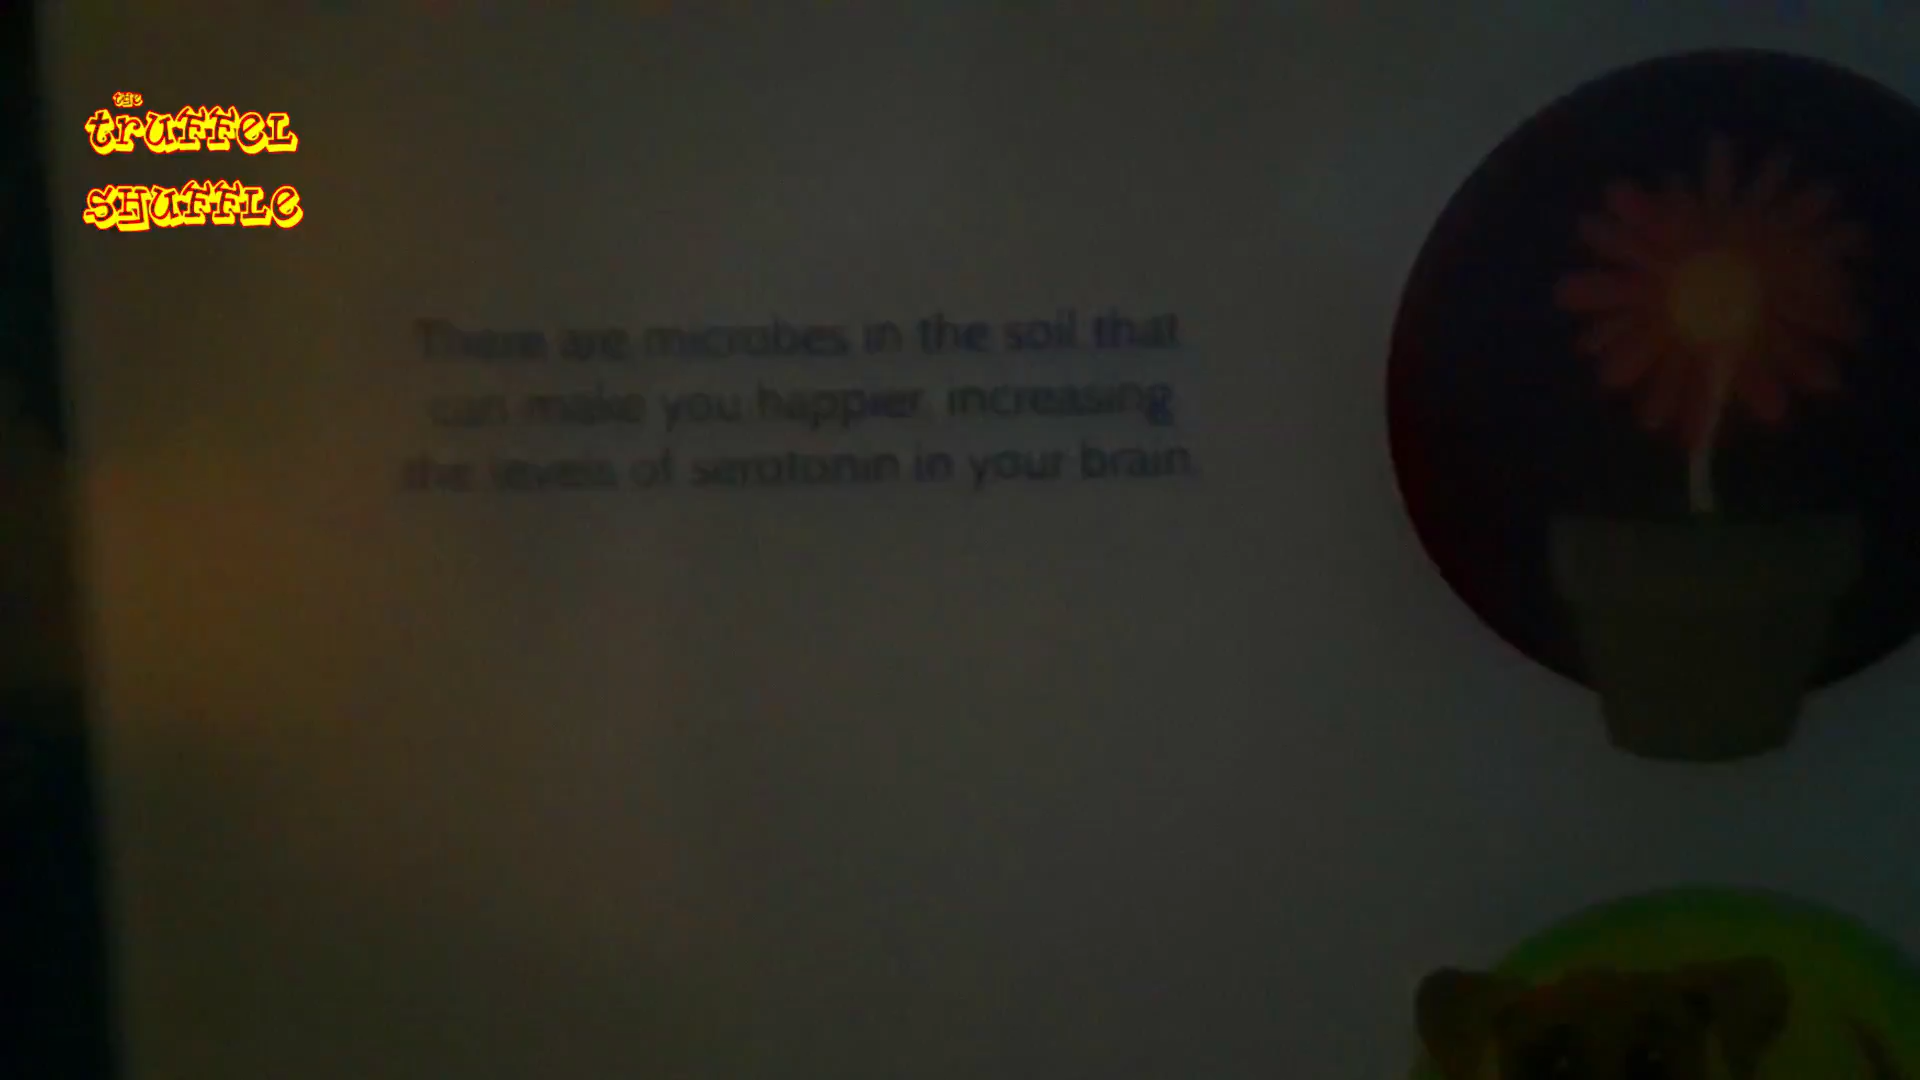 the
truffel
shuffle
There are microbes in the soil that
can make you happier, increasing
the levels of serotonin in your brain.